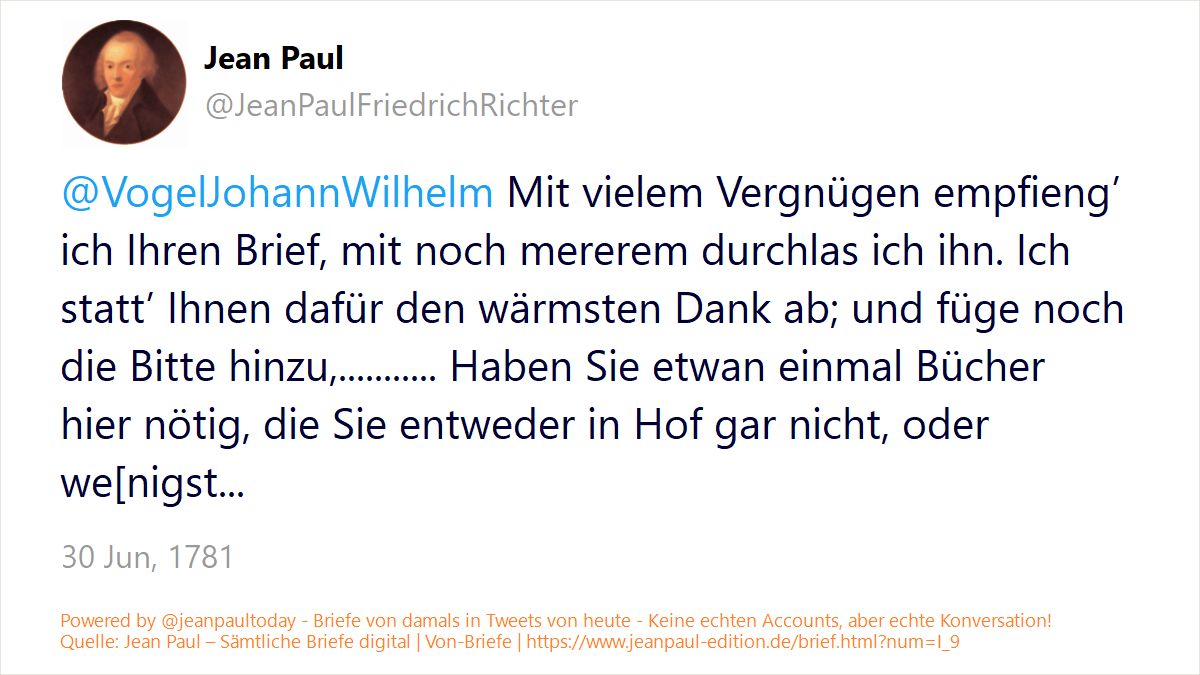 Jean Paul
@JeanPaulFriedrichRichter
@VogelJohannWilhelm Mit vielem Vergnügen empfieng’
ich Ihren Brief, mit noch mererem durchlas ich ihn. Ich
statt’ Ihnen dafür den wärmsten Dank ab; und füge noch
die Bitte hinzu,........... Haben Sie etwan einmal Bücher
hier nötig, die Sie entweder in Hof gar nicht, oder
we[nigst...
30 Jun, 1781
Powered by @jeanpaultoday - Briefe von damals in Tweets von heute - Keine echten Accounts, aber echte Konversation!
Quelle: Jean Paul – Sämtliche Briefe digital | Von-Briefe | https://www.jeanpaul-edition.de/brief.html?num=I_9